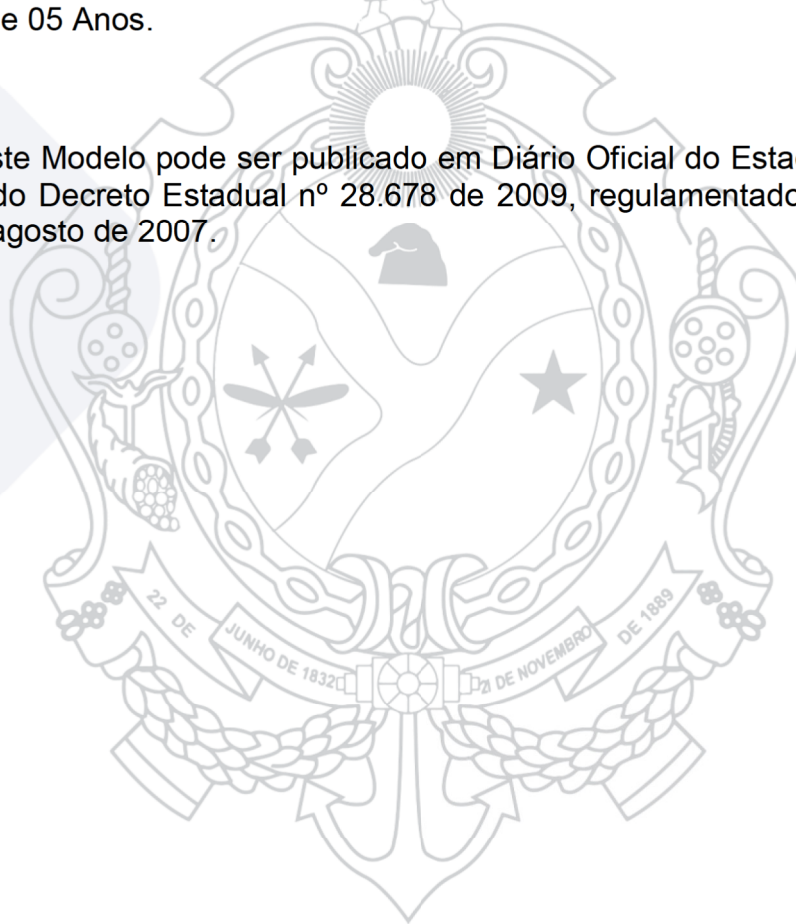 e 05 Anos.
ste Modelo pode ser publicado em Diário Oficial do Estad
do Decreto Estadual nº 28.678 de 2009, regulamentado
agosto de 2007.
22 DE JUNHO DE 1832
21 DE NOVEMBRO DE 1889